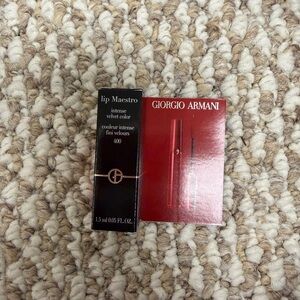 lip Maestro
intense
velvet color
couleur intense
fini velours
400
1.5 ml 0.05 FL.OZ.
GIORGIO ARMANI